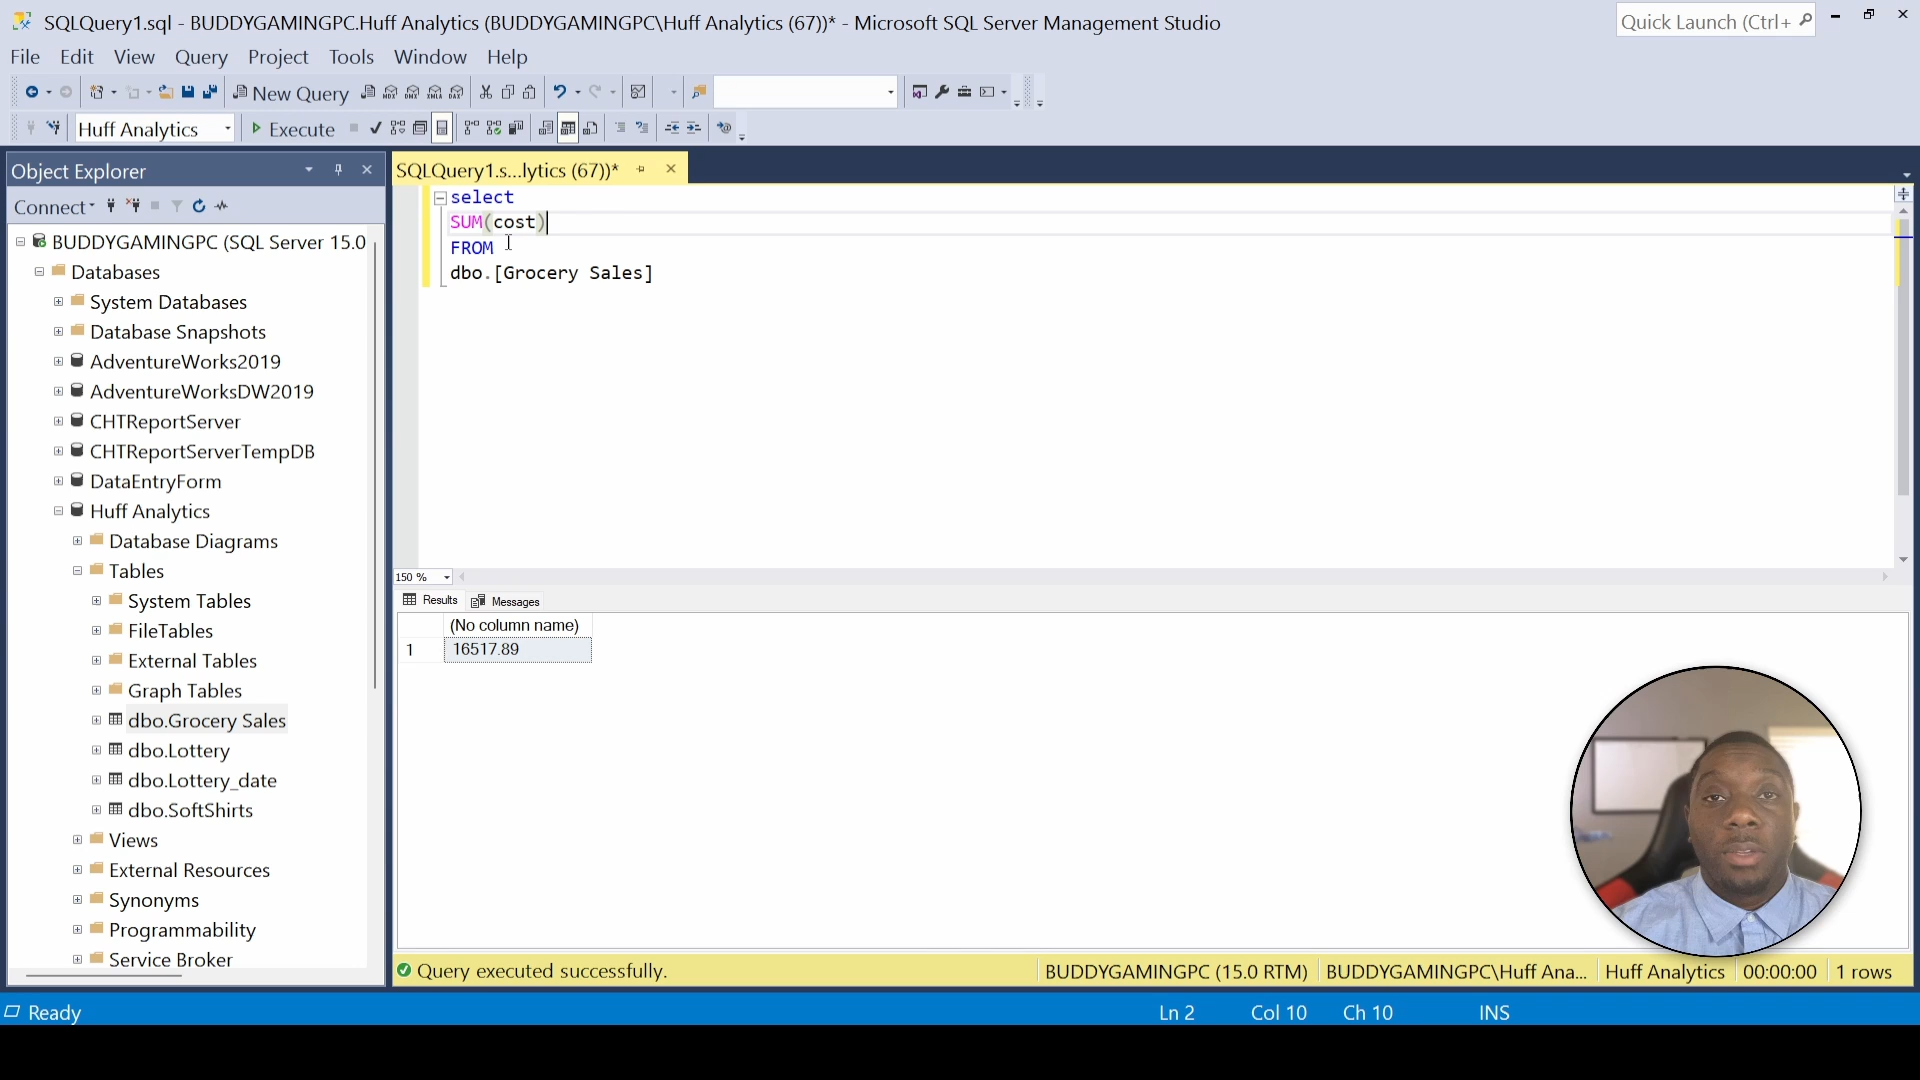 SQLQuery1.sql - BUDDYGAMINGPC.Huff Analytics (BUDDYGAMINGPC\Huff Analytics (67))* - Microsoft SQL Server Management Studio
Quick Launch (Ctrl+
File Edit View Query Project Tools Window Help
New Query
MDX DMX XMLA DAX
Huff Analytics
Execute
Object Explorer
Connect
BUDDYGAMINGPC (SQL Server 15.0
Databases
System Databases
Database Snapshots
AdventureWorks2019
AdventureWorksDW2019
CHTReportServer
CHTReportServerTempDB
DataEntryForm
Huff Analytics
Database Diagrams
Tables
System Tables
FileTables
External Tables
Graph Tables
dbo.Grocery Sales
dbo.Lottery
dbo.Lottery_date
dbo.SoftShirts
Views
External Resources
Synonyms
Programmability
Service Broker
SQLQuery1.s...lytics (67))*
select
SUM(cost)
FROM
dbo.[Grocery Sales]
150 %
Results Messages
(No column name)
1 16517.89
Query executed successfully.
BUDDYGAMINGPC (15.0 RTM) BUDDYGAMINGPC\Huff Ana... Huff Analytics 00:00:00 1 rows
Ready
Ln 2 Col 10 Ch 10 INS